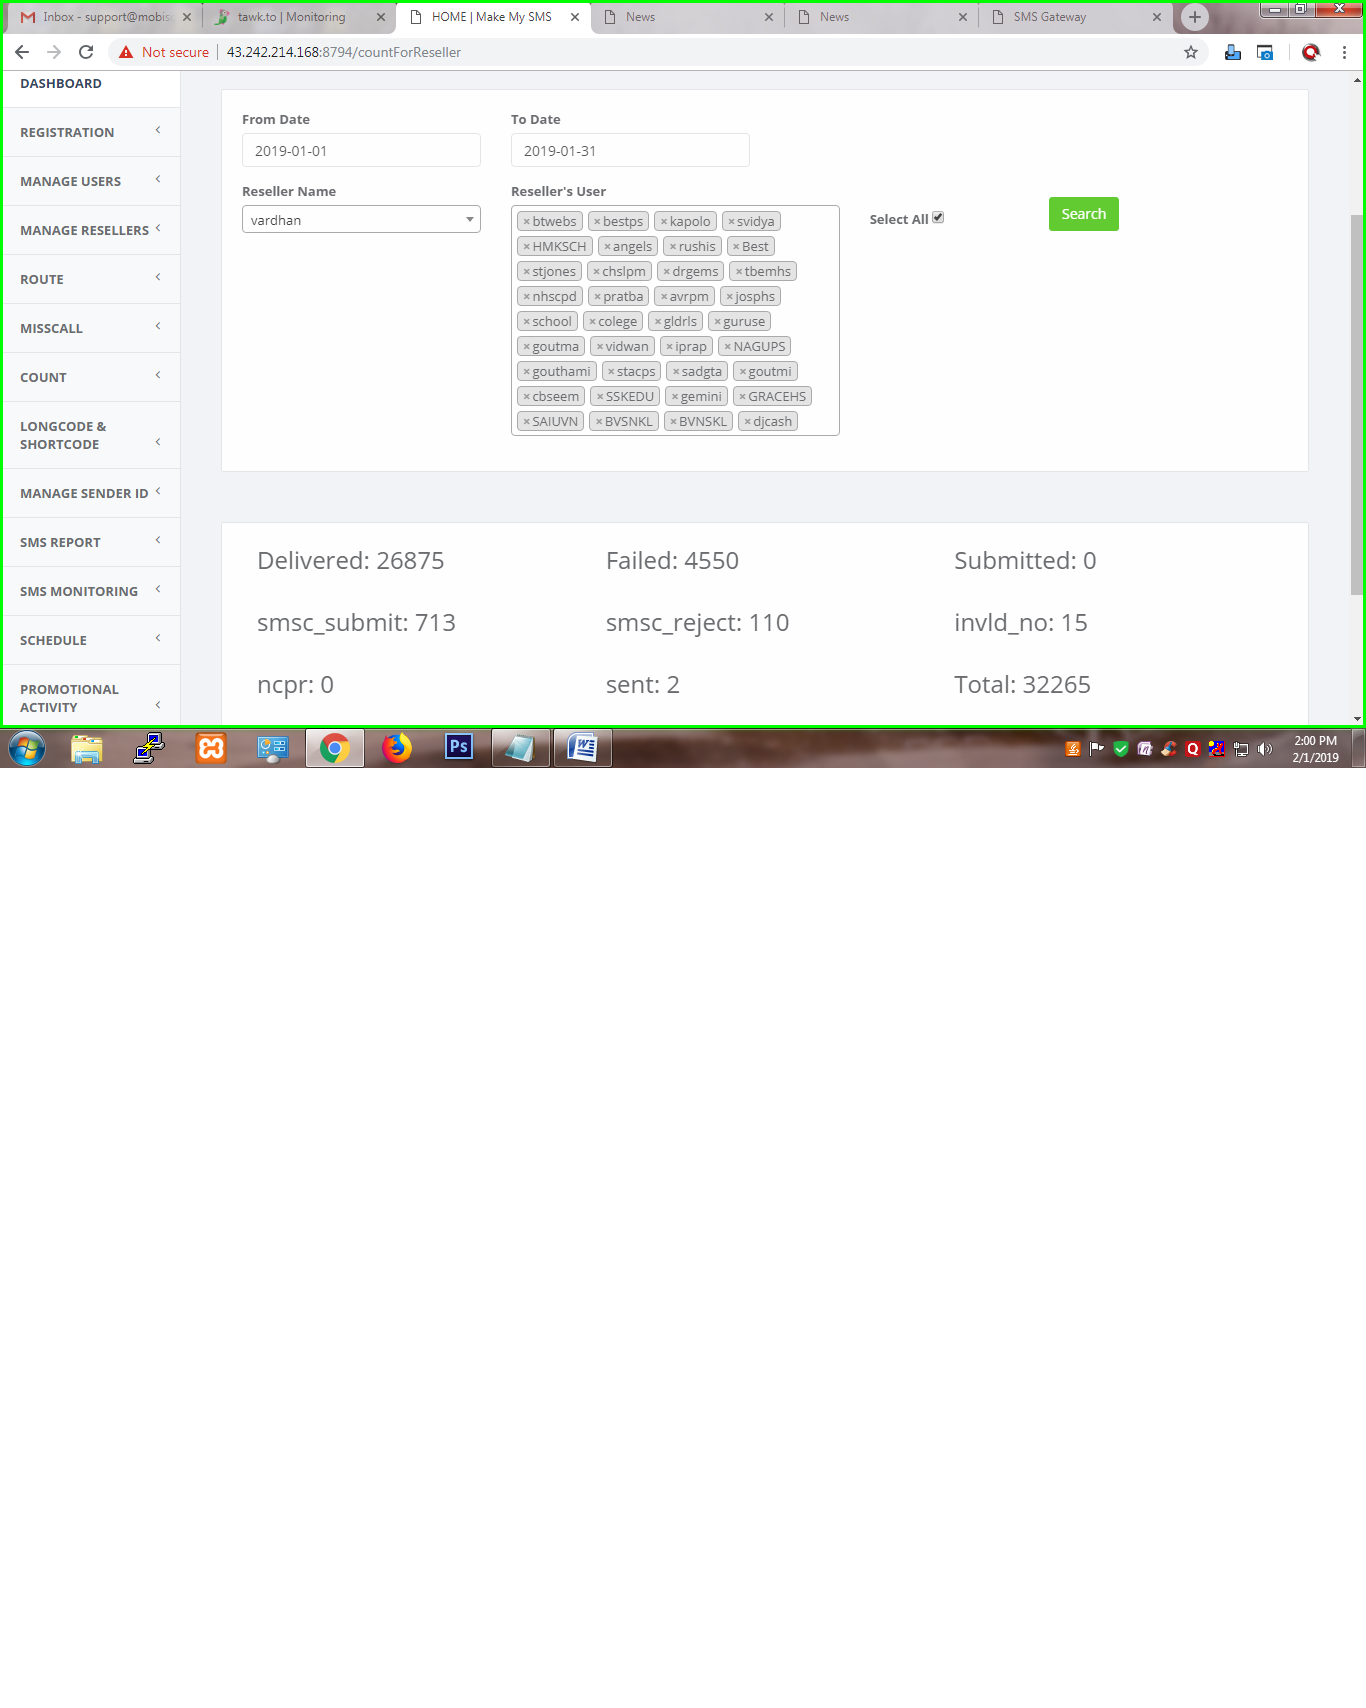 Inbox - support@mobis
tawk.to | Monitoring
HOME | Make My SMS
News
News
SMS Gateway
Not secure
43.242.214.168:8794/countForReseller
DASHBOARD
REGISTRATION
MANAGE USERS
MANAGE RESELLERS
ROUTE
MISSCALL
COUNT
LONGCODE &
SHORTCODE
MANAGE SENDER ID
SMS REPORT
SMS MONITORING
SCHEDULE
PROMOTIONAL
ACTIVITY
From Date
To Date
2019-01-01
2019-01-31
Reseller Name
Reseller's User
vardhan
×btwebs ×bestps ×kapolo ×svidya
×HMKSCH ×angels ×rushis ×Best
×stjones ×chslpm ×drgems ×tbemhs
×nhscpd ×pratba ×avrpm ×josphs
×school ×colege ×gldrls ×guruse
×goutma ×vidwan ×iprap ×NAGUPS
×gouthami ×stacps ×sadgta ×goutmi
×cbseem ×SSKEDU ×gemini ×GRACEHS
×SAIUVN ×BVSNKL ×BVNSKL ×djcash
Select All
Search
Delivered: 26875
Failed: 4550
Submitted: 0
smsc_submit: 713
smsc_reject: 110
invld_no: 15
ncpr: 0
sent: 2
Total: 32265
Ps
2:00 PM
2/1/2019